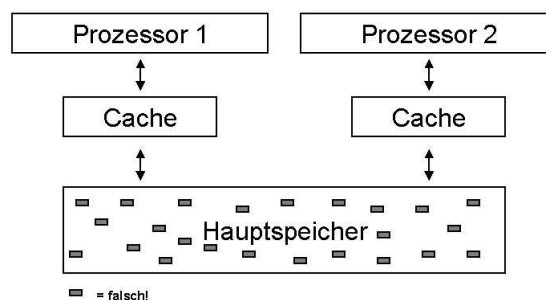 Prozessor 1
Prozessor 2
Cache
Cache
Hauptspeicher
= falsch!